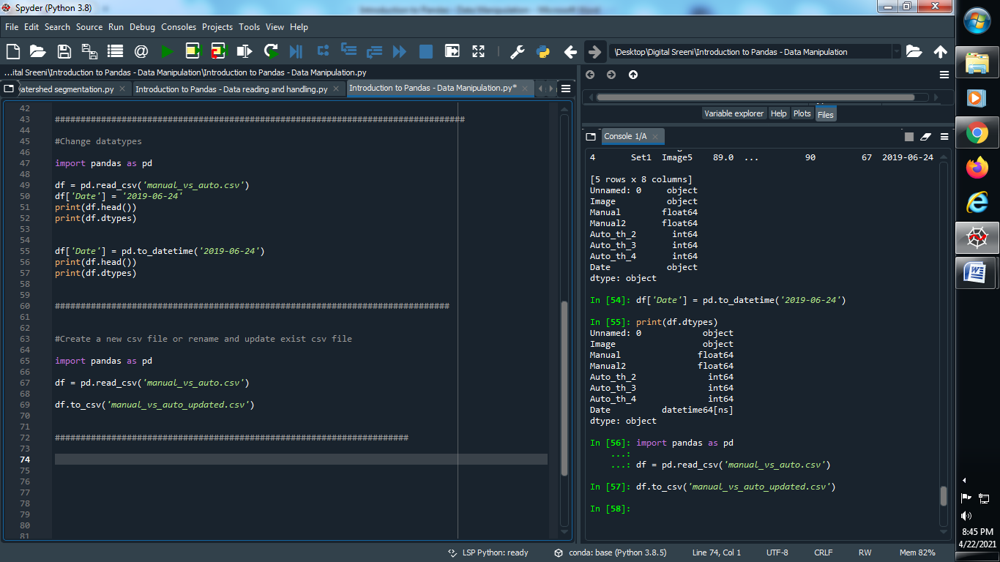 Spyder (Python 3.8)
File Edit Search Source Run Debug Consoles Projects Tools View Help
\Desktop\Digital Sreeni\Introduction to Pandas - Data Manipulation
...ital Sreeni\Introduction to Pandas - Data Manipulation\Introduction to Pandas - Data Manipulation.py
atershed segmentation.py Introduction to Pandas - Data reading and handling.py Introduction to Pandas - Data Manipulation.py*
42
43 ################################################################################
44
45 #Change datatypes
46
47 import pandas as pd
48
49 df = pd.read_csv('manual_vs_auto.csv')
50 df['Date'] = '2019-06-24'
51 print(df.head())
52 print(df.dtypes)
53
54
55 df['Date'] = pd.to_datetime('2019-06-24')
56 print(df.head())
57 print(df.dtypes)
58
59
60 #############################################################################
61
62
63 #Create a new csv file or rename and update exist csv file
64
65 import pandas as pd
66
67 df = pd.read_csv('manual_vs_auto.csv')
68
69 df.to_csv('manual_vs_auto_updated.csv')
70
71
72 #####################################################################
73
74
75
76
77
78
79
80
81
Variable explorer Help Plots Files
Console 1/A
4 Set1 Image5 89.0 ... 90 67 2019-06-24
[5 rows x 8 columns]
Unnamed: 0 object
Image object
Manual float64
Manual2 float64
Auto_th_2 int64
Auto_th_3 int64
Auto_th_4 int64
Date object
dtype: object
In [54]: df['Date'] = pd.to_datetime('2019-06-24')
In [55]: print(df.dtypes)
Unnamed: 0 object
Image object
Manual float64
Manual2 float64
Auto_th_2 int64
Auto_th_3 int64
Auto_th_4 int64
Date datetime64[ns]
dtype: object
In [56]: import pandas as pd
...:
...: df = pd.read_csv('manual_vs_auto.csv')
In [57]: df.to_csv('manual_vs_auto_updated.csv')
In [58]:
LSP Python: ready conda: base (Python 3.8.5) Line 74, Col 1 UTF-8 CRLF RW Mem 82%
8:45 PM
4/22/2021